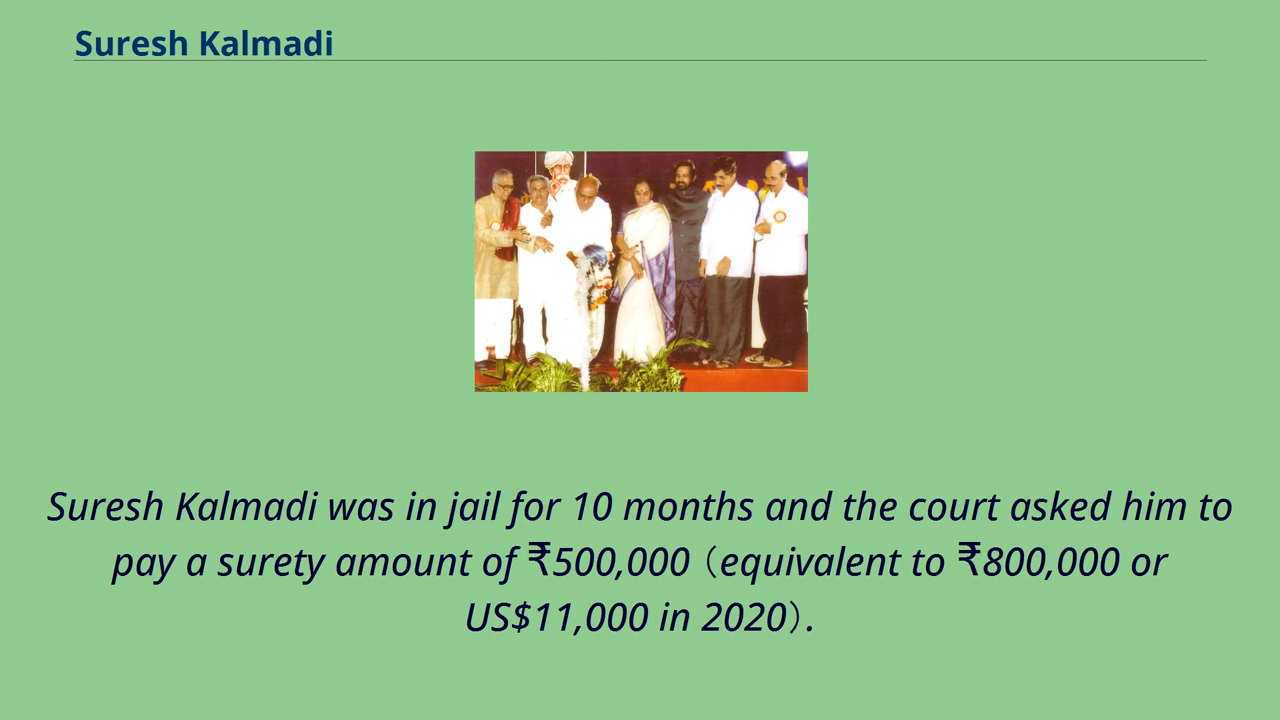 Suresh Kalmadi
Suresh Kalmadi was in jail for 10 months and the court asked him to
pay a surety amount of ₹500,000 (equivalent to ₹800,000 or
US$11,000 in 2020).